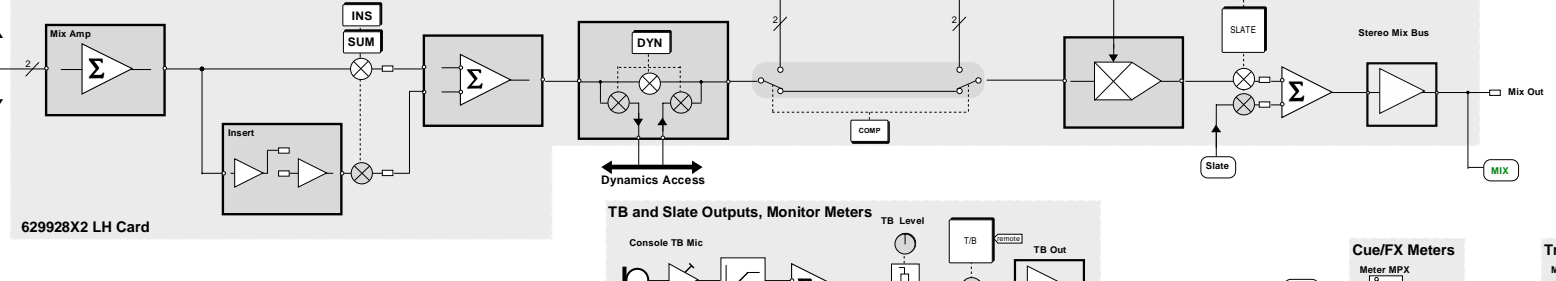 INS
SLATE
Mix Amp
Stereo Mix Bus
SUM
DYN
2
2
2
Σ
Σ
Σ
Mix Out
Insert
COMP
Slate
MIX
Dynamics Access
629928X2 LH Card
TB and Slate Outputs, Monitor Meters
TB Level
Console TB Mic
T/B
remote
TB Out
Cue/FX Meters
Meter MPX